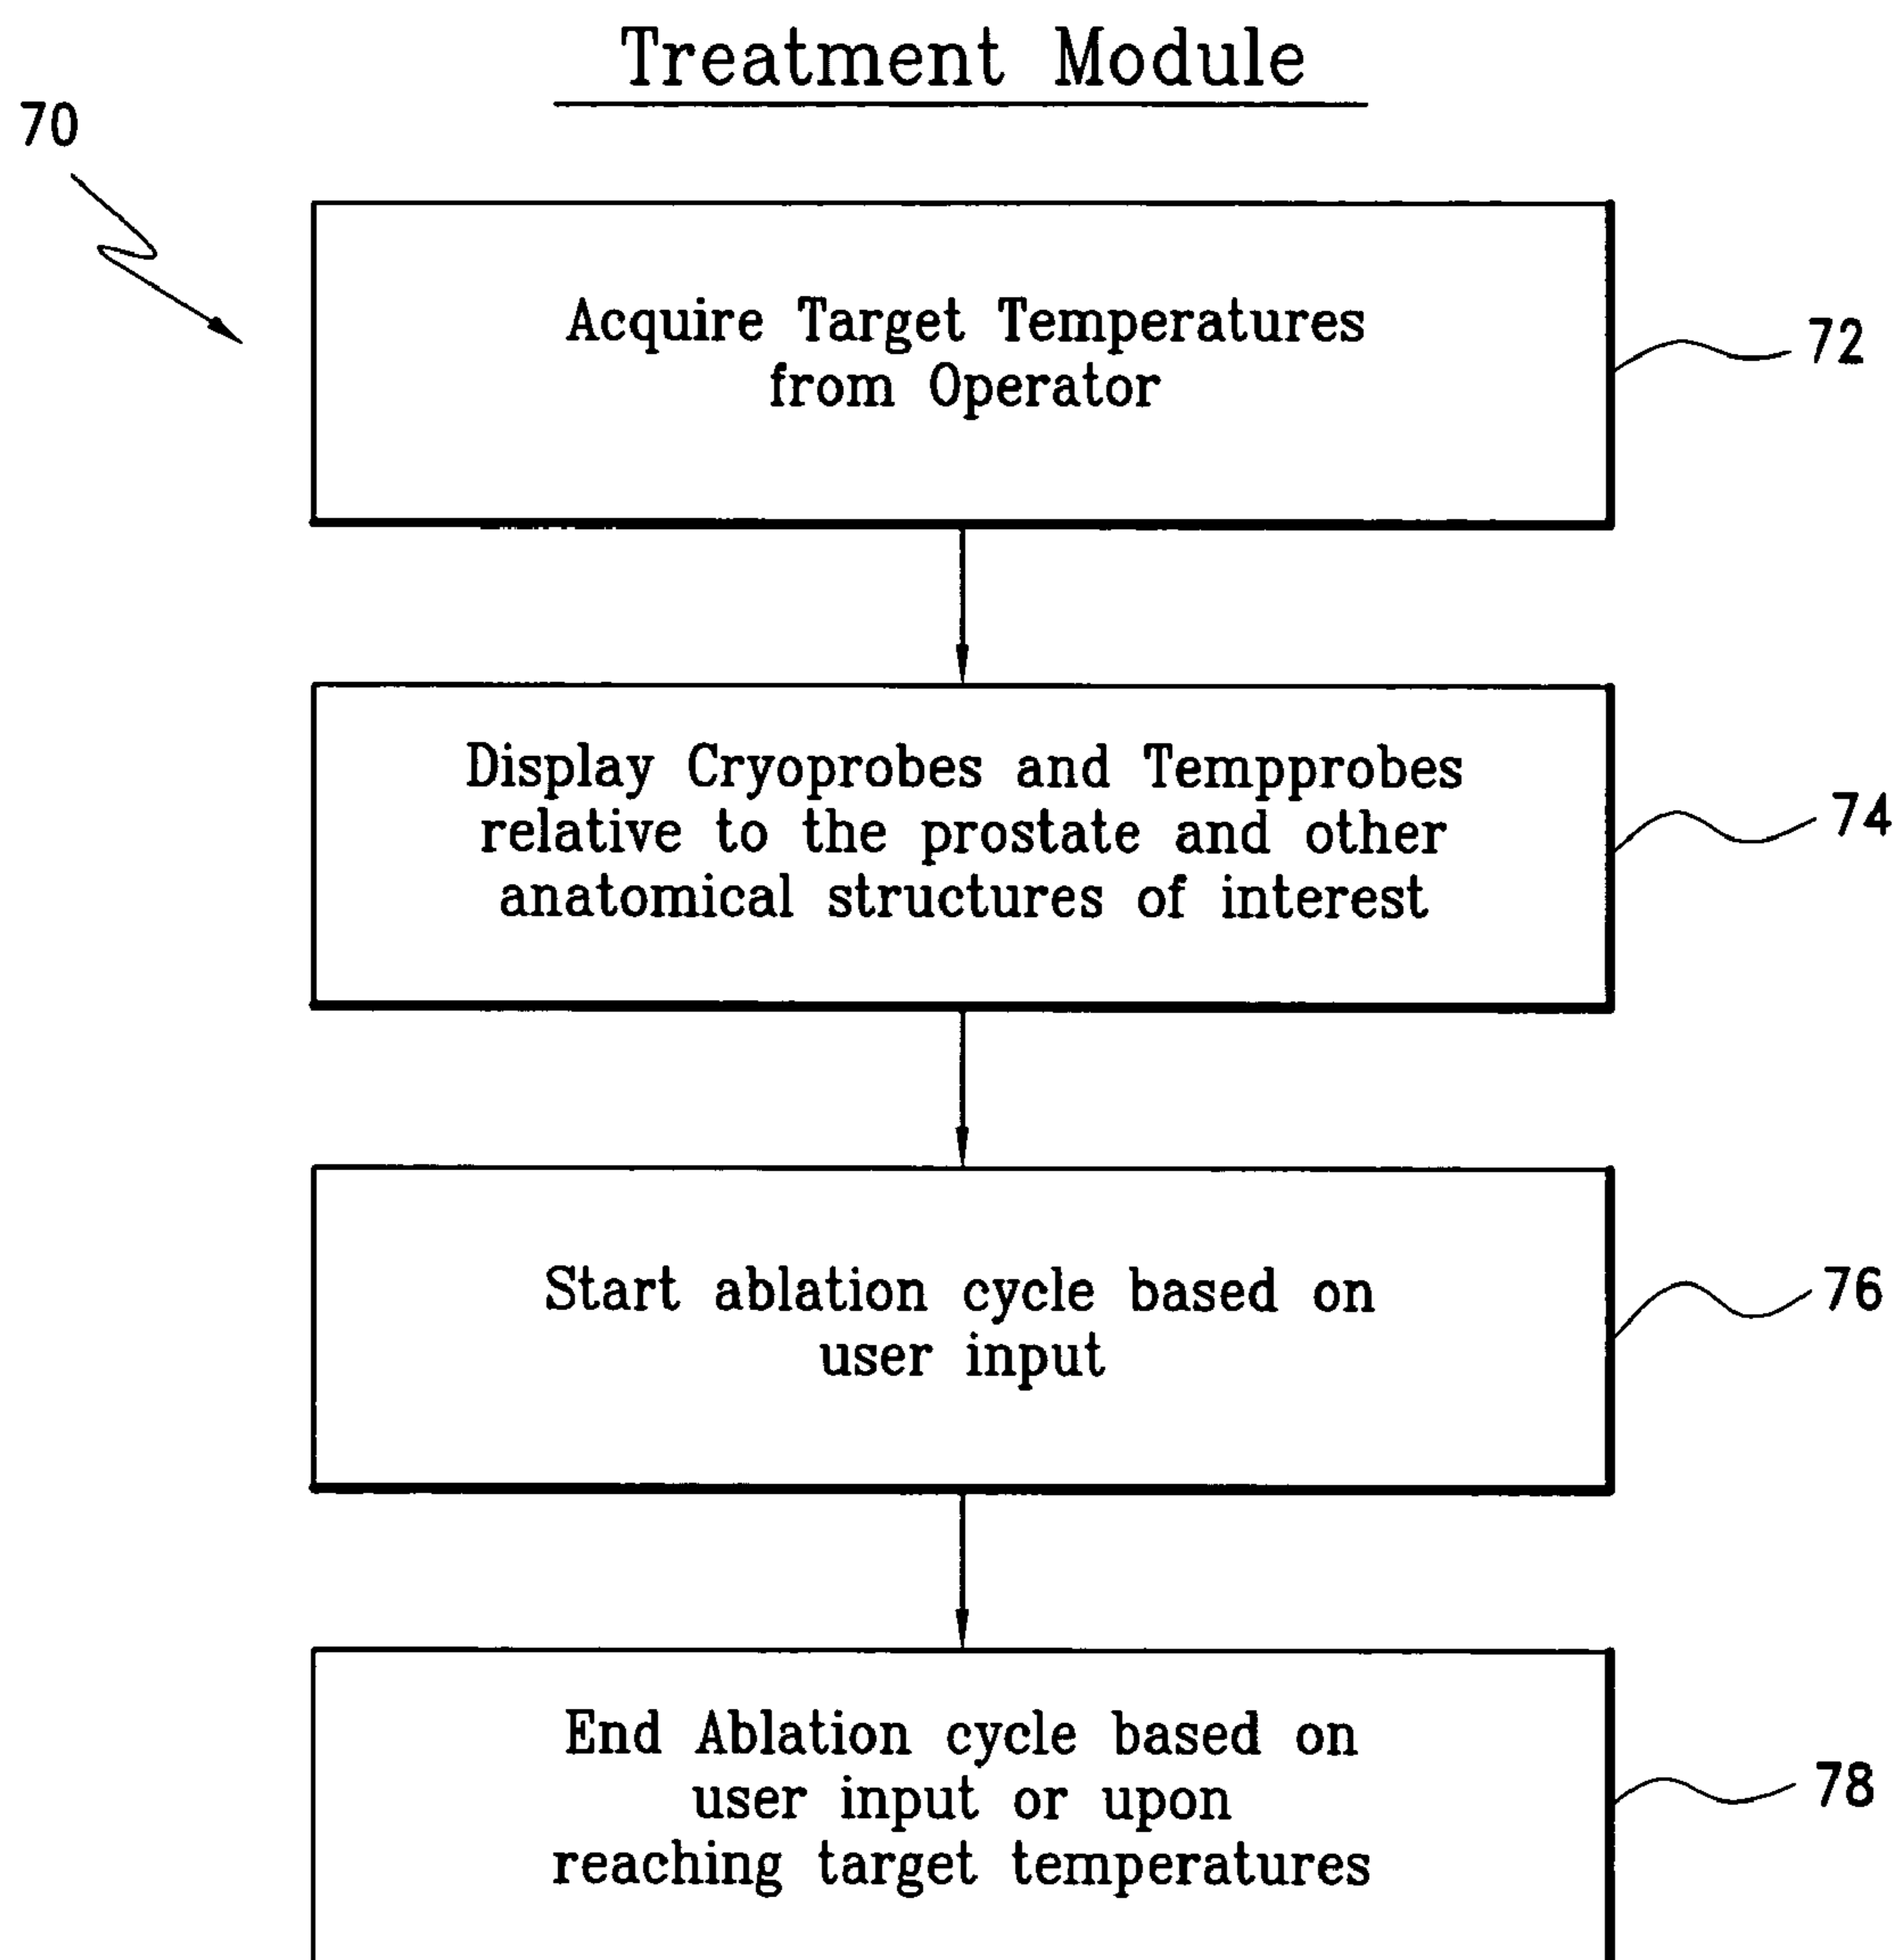 Treatment Module
70
Acquire Target Temperatures
from Operator
72
Display Cryoprobes and Tempprobes
relative to the prostate and other
anatomical structures of interest
74
Start ablation cycle based on
user input
76
End Ablation cycle based on
user input or upon
reaching target temperatures
78